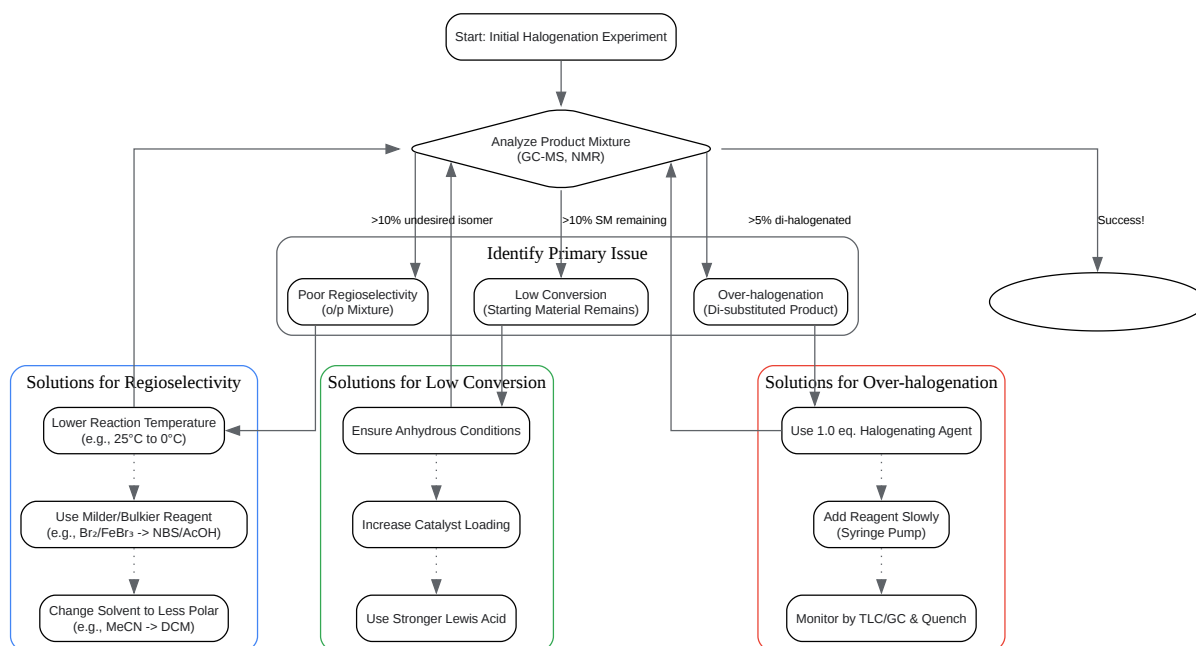 Start: Initial Halogenation Experiment
Analyze Product Mixture
(GC-MS, NMR)
>10% undesired isomer
>10% SM remaining
>5% di-halogenated
Success!
Identify Primary Issue
Poor Regioselectivity
(o/p Mixture)
Low Conversion
(Starting Material Remains)
Over-halogenation
(Di-substituted Product)
Solutions for Regioselectivity
Lower Reaction Temperature
(e.g., 25°C to 0°C)
Use Milder/Bulkier Reagent
(e.g., Br₂/FeBr₃ -> NBS/AcOH)
Change Solvent to Less Polar
(e.g., MeCN -> DCM)
Solutions for Low Conversion
Ensure Anhydrous Conditions
Increase Catalyst Loading
Use Stronger Lewis Acid
Solutions for Over-halogenation
Use 1.0 eq. Halogenating Agent
Add Reagent Slowly
(Syringe Pump)
Monitor by TLC/GC & Quench